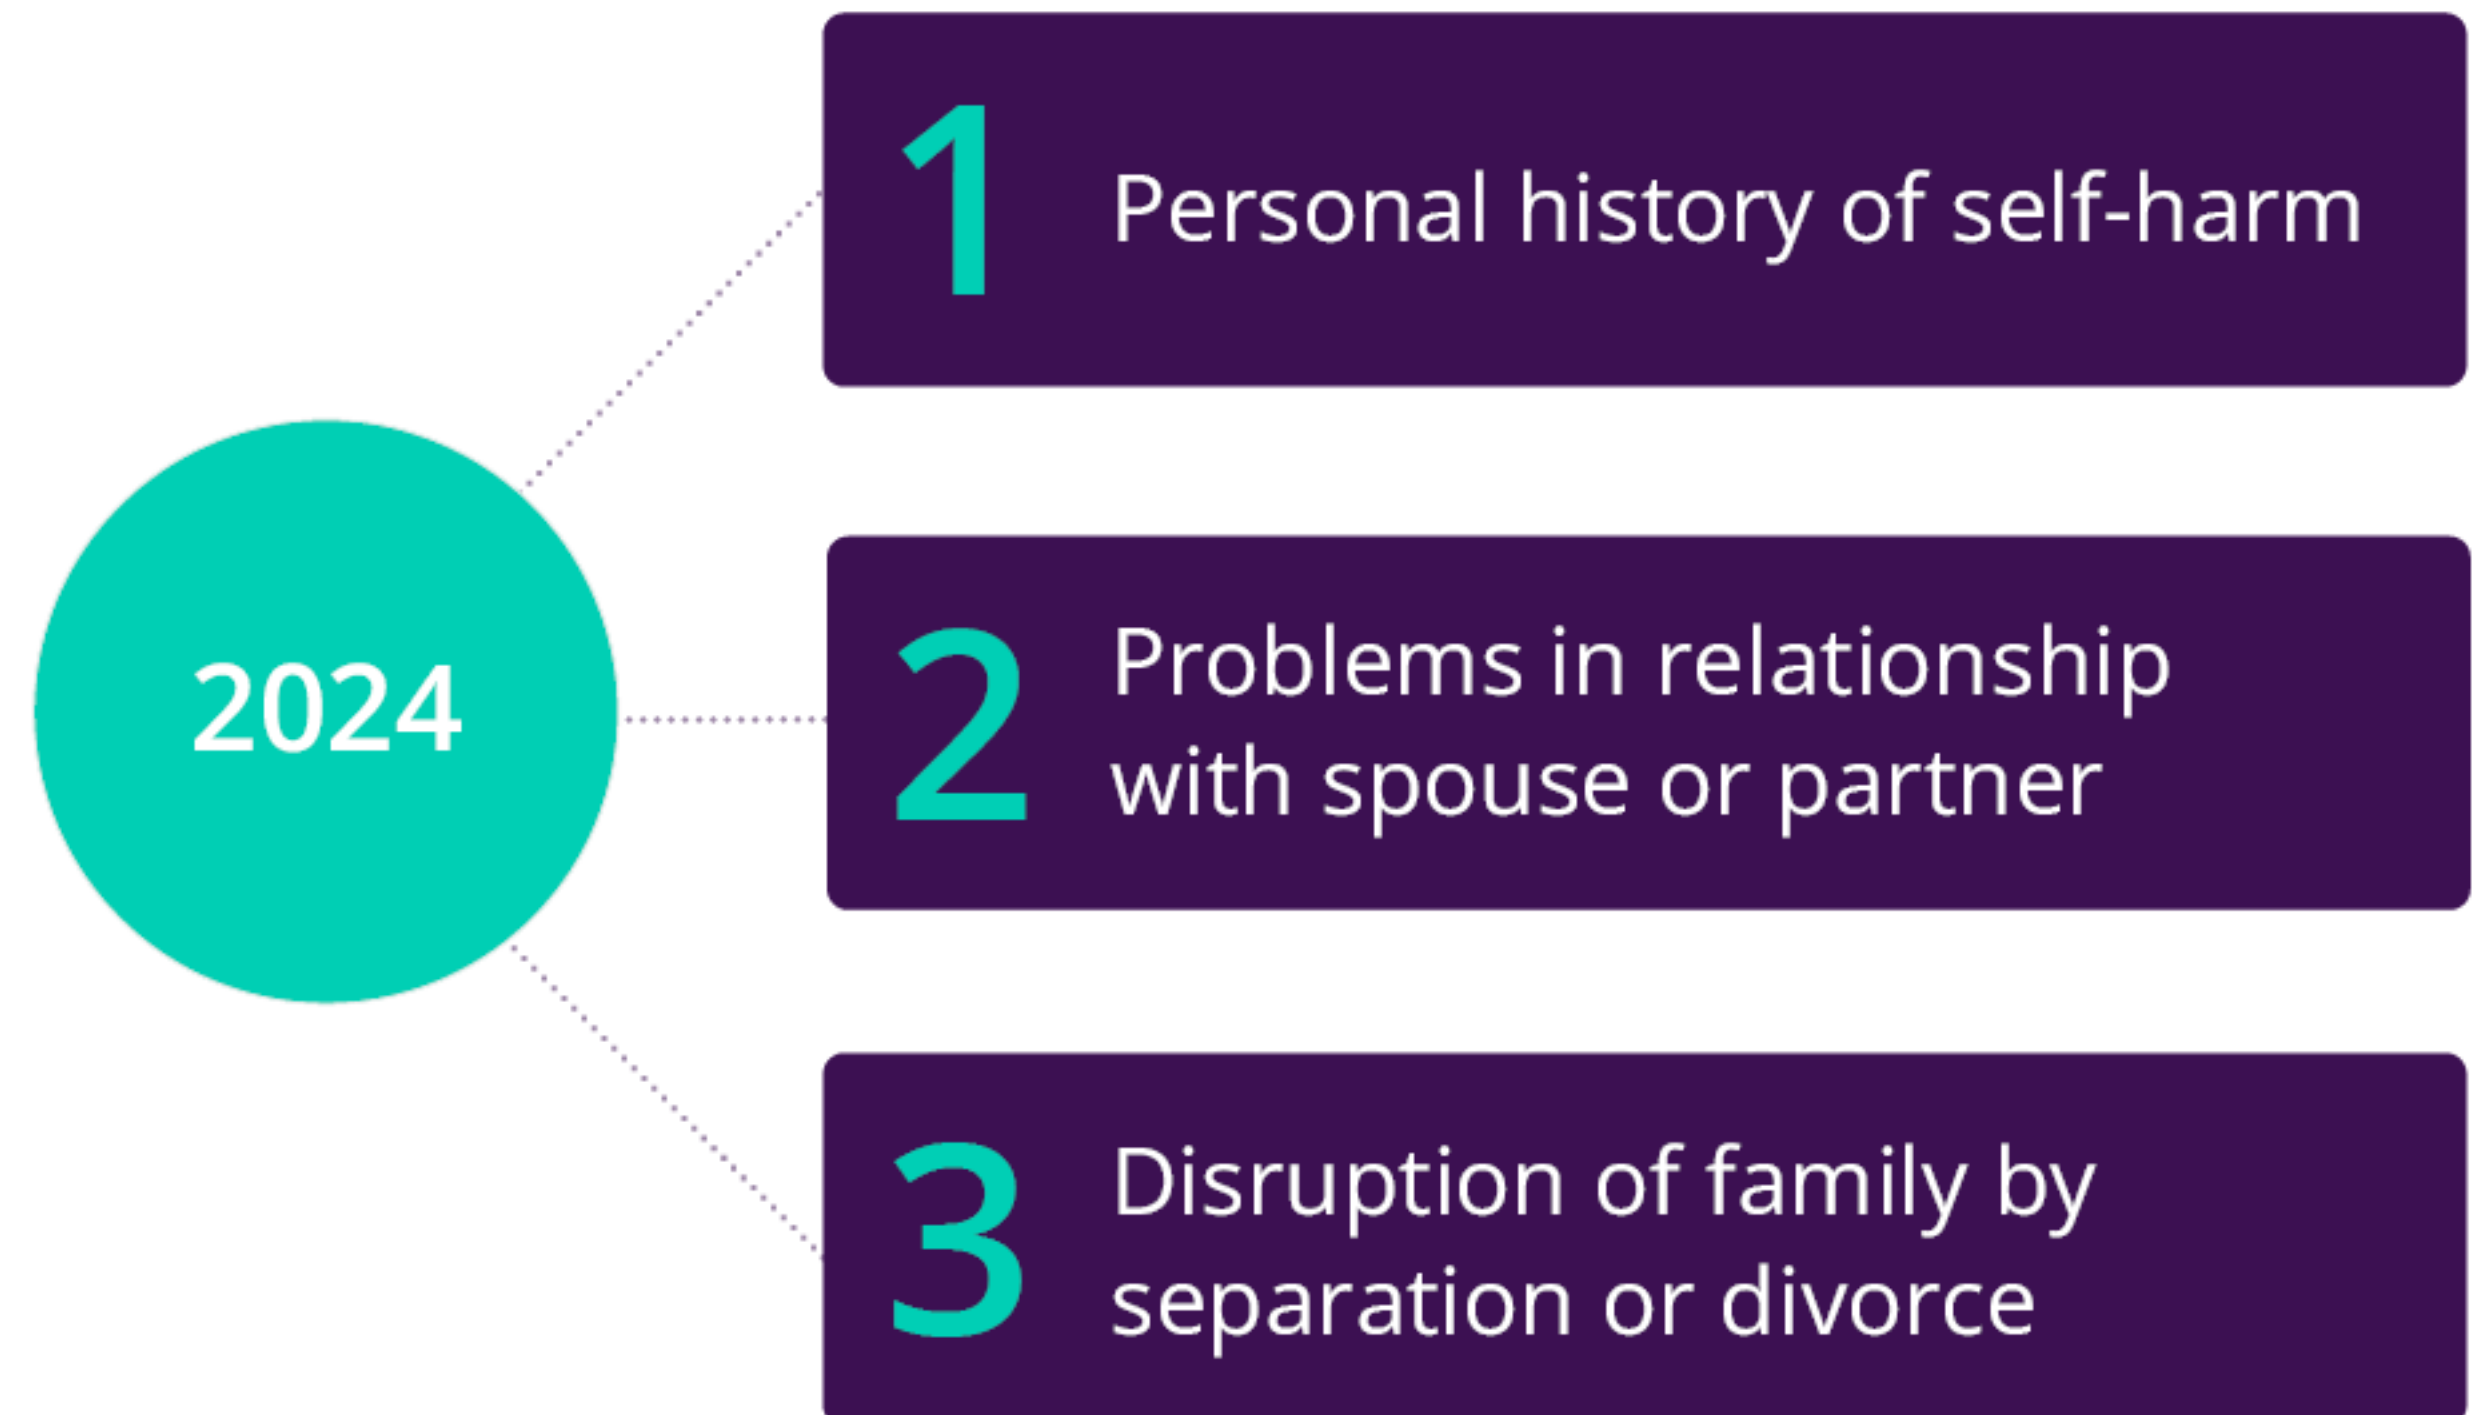 2024
1
Personal history of self-harm
2
Problems in relationship
with spouse or partner
3
Disruption of family by
separation or divorce